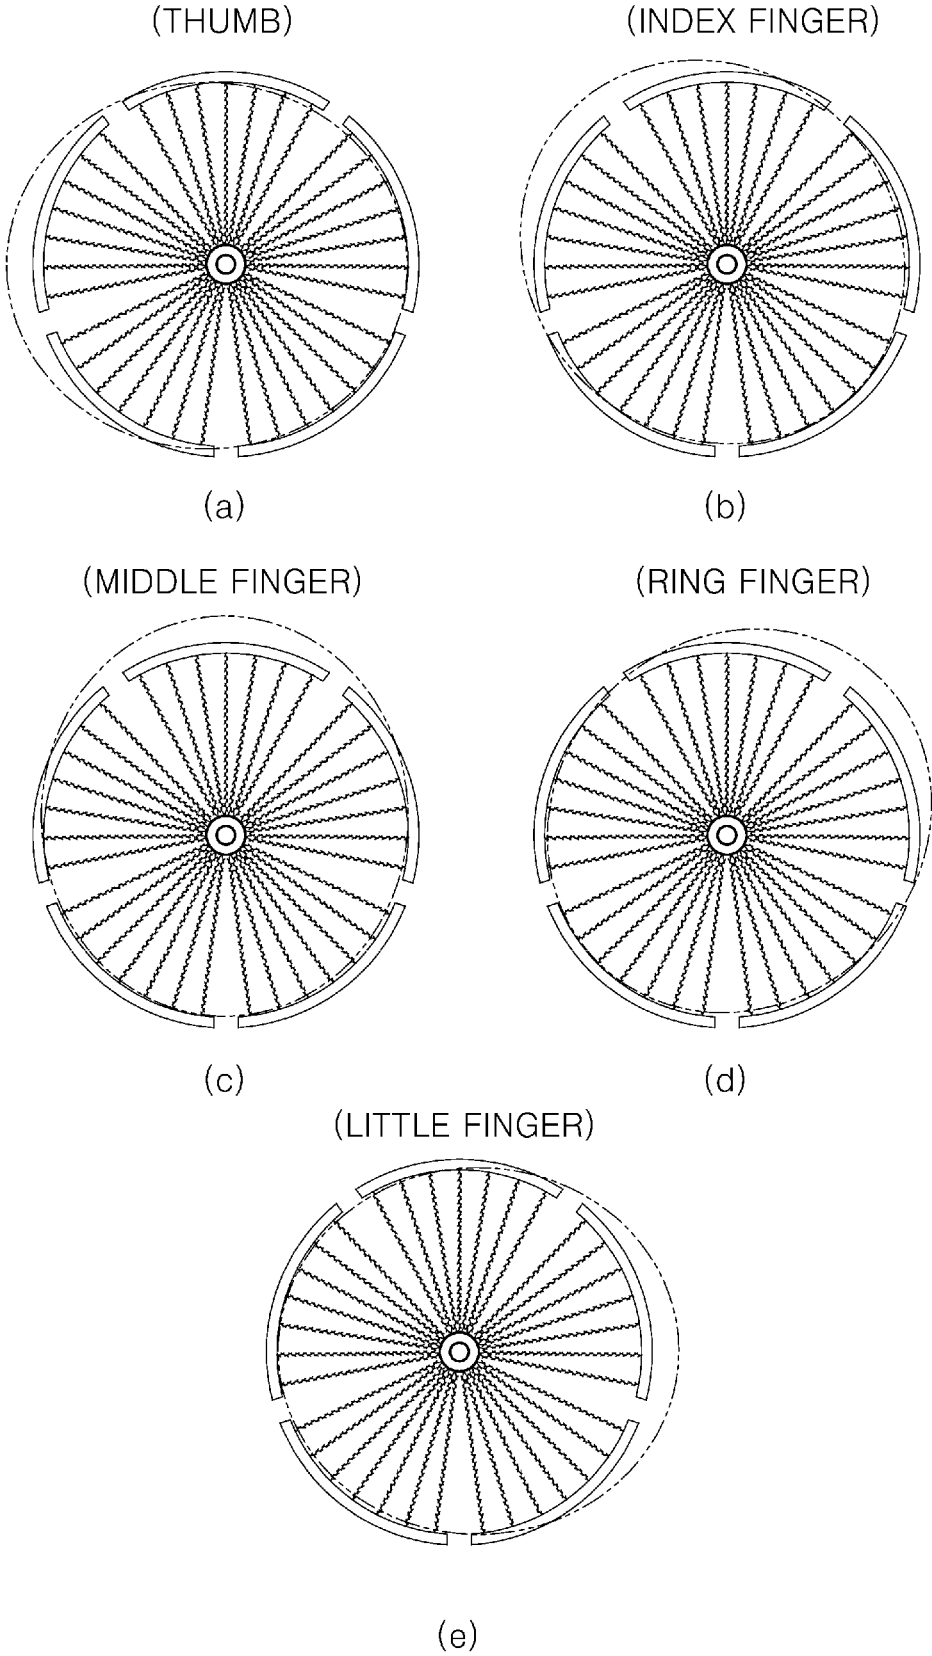 (THUMB)
(INDEX FINGER)
(a)
(b)
(MIDDLE FINGER)
(RING FINGER)
(c)
(d)
(LITTLE FINGER)
(e)